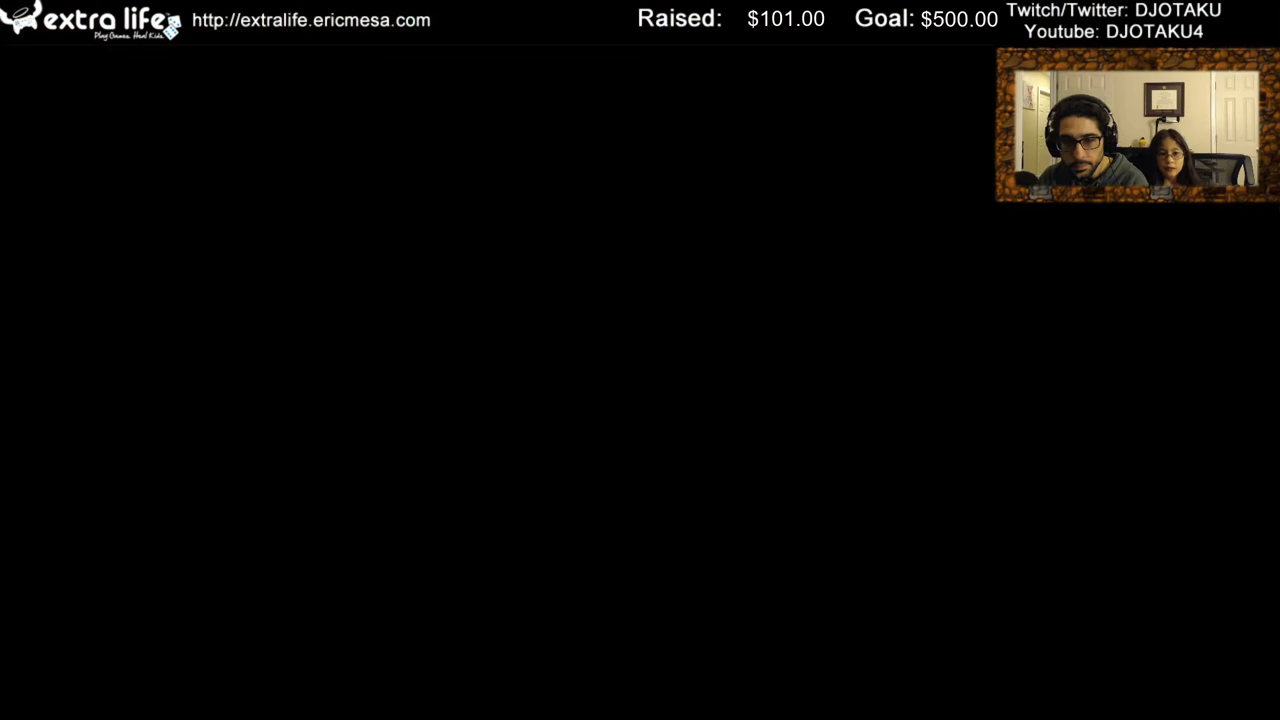 extra life
Play Games. Heal Kids.
http://extralife.ericmesa.com
Raised: $101.00 Goal: $500.00
Twitch/Twitter: DJOTAKU
Youtube: DJOTAKU4